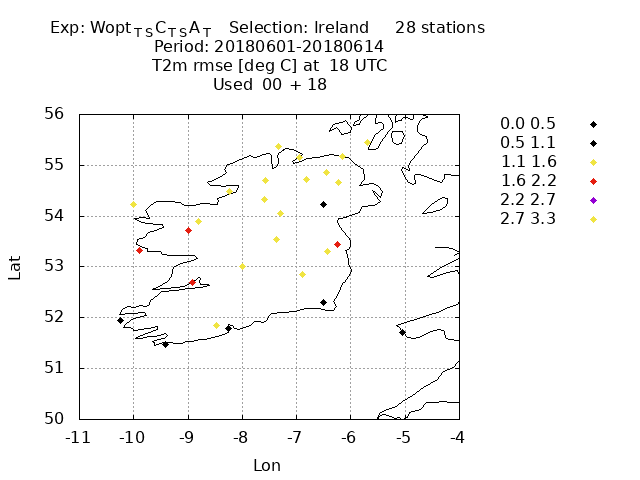 Exp: Wopt T S C T S A T Selection: Ireland 28 stations
Period: 20180601-20180614
T2m rmse [deg C] at 18 UTC
Used 00 + 18
56
55
54
53
52
51
50
-11 -10 -9 -8 -7 -6 -5 -4
Lat
Lon
0.0 0.5
0.5 1.1
1.1 1.6
1.6 2.2
2.2 2.7
2.7 3.3